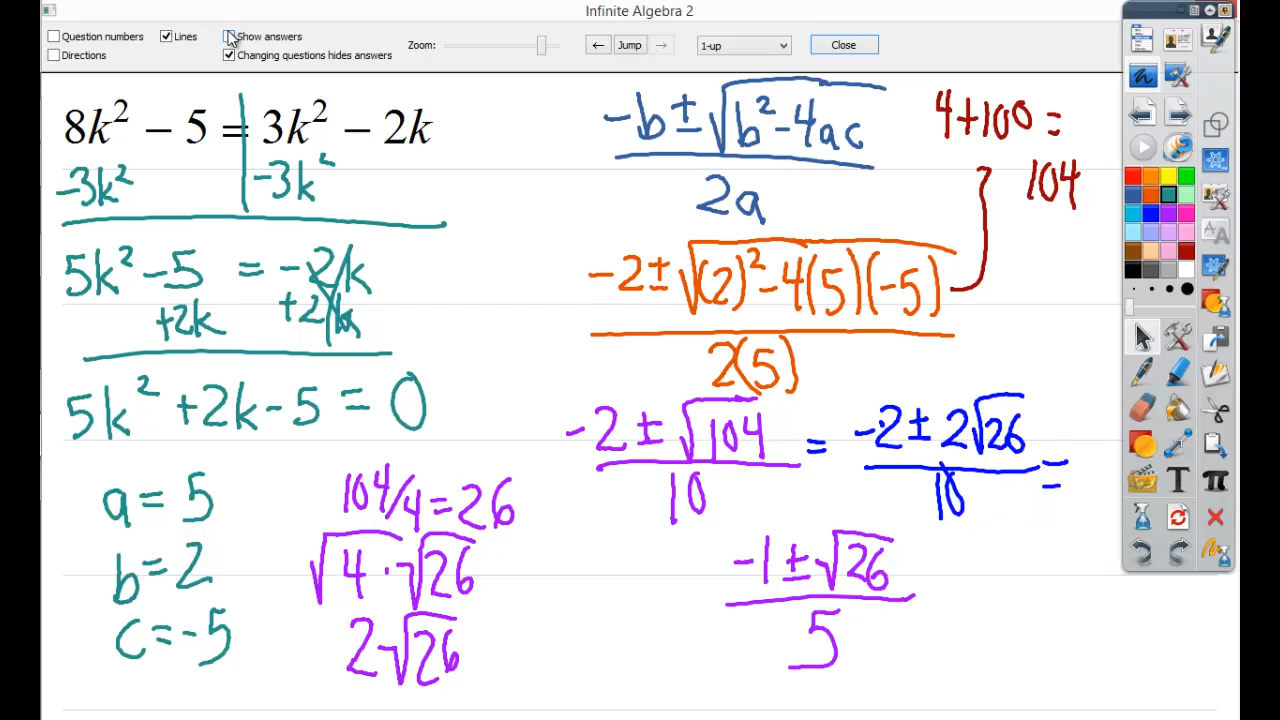 Infinite Algebra 2
Question numbers
Lines
Show answers
Directions
Changing questions hides answers
Zoom:
←
Jump
→
1-up
Close
8k² − 5 = 3k² − 2k
-3k² -3k²
5k² -5 = -2k
+2k +2k
5k² +2k-5 = 0
a = 5
b = 2
c = -5
104/4 = 26
√4 · √26
2√26
-b ± √b²-4ac
2a
4+100 =
104
-2 ± √(2)²-4(5)(-5)
2(5)
-2 ± √104 = -2 ± 2√26 =
10 10
-1 ± √26
5
T
π